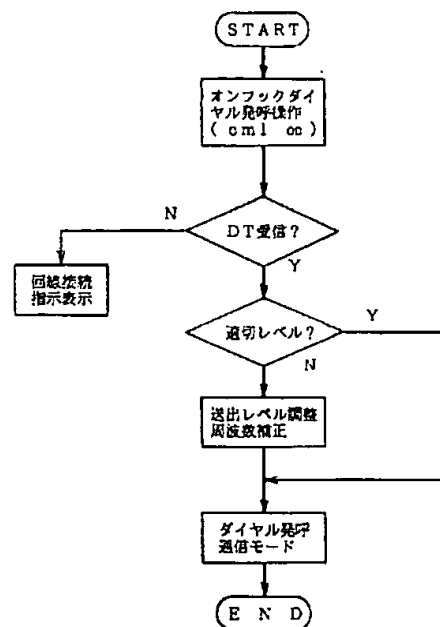 START
オンフックダイ
ヤル発呼操作
(cml on)
DT受信?
N
Y
回線接続
指示表示
適切レベル?
Y
N
送出レベル調整
周波数補正
ダイヤル発呼
通信モード
END